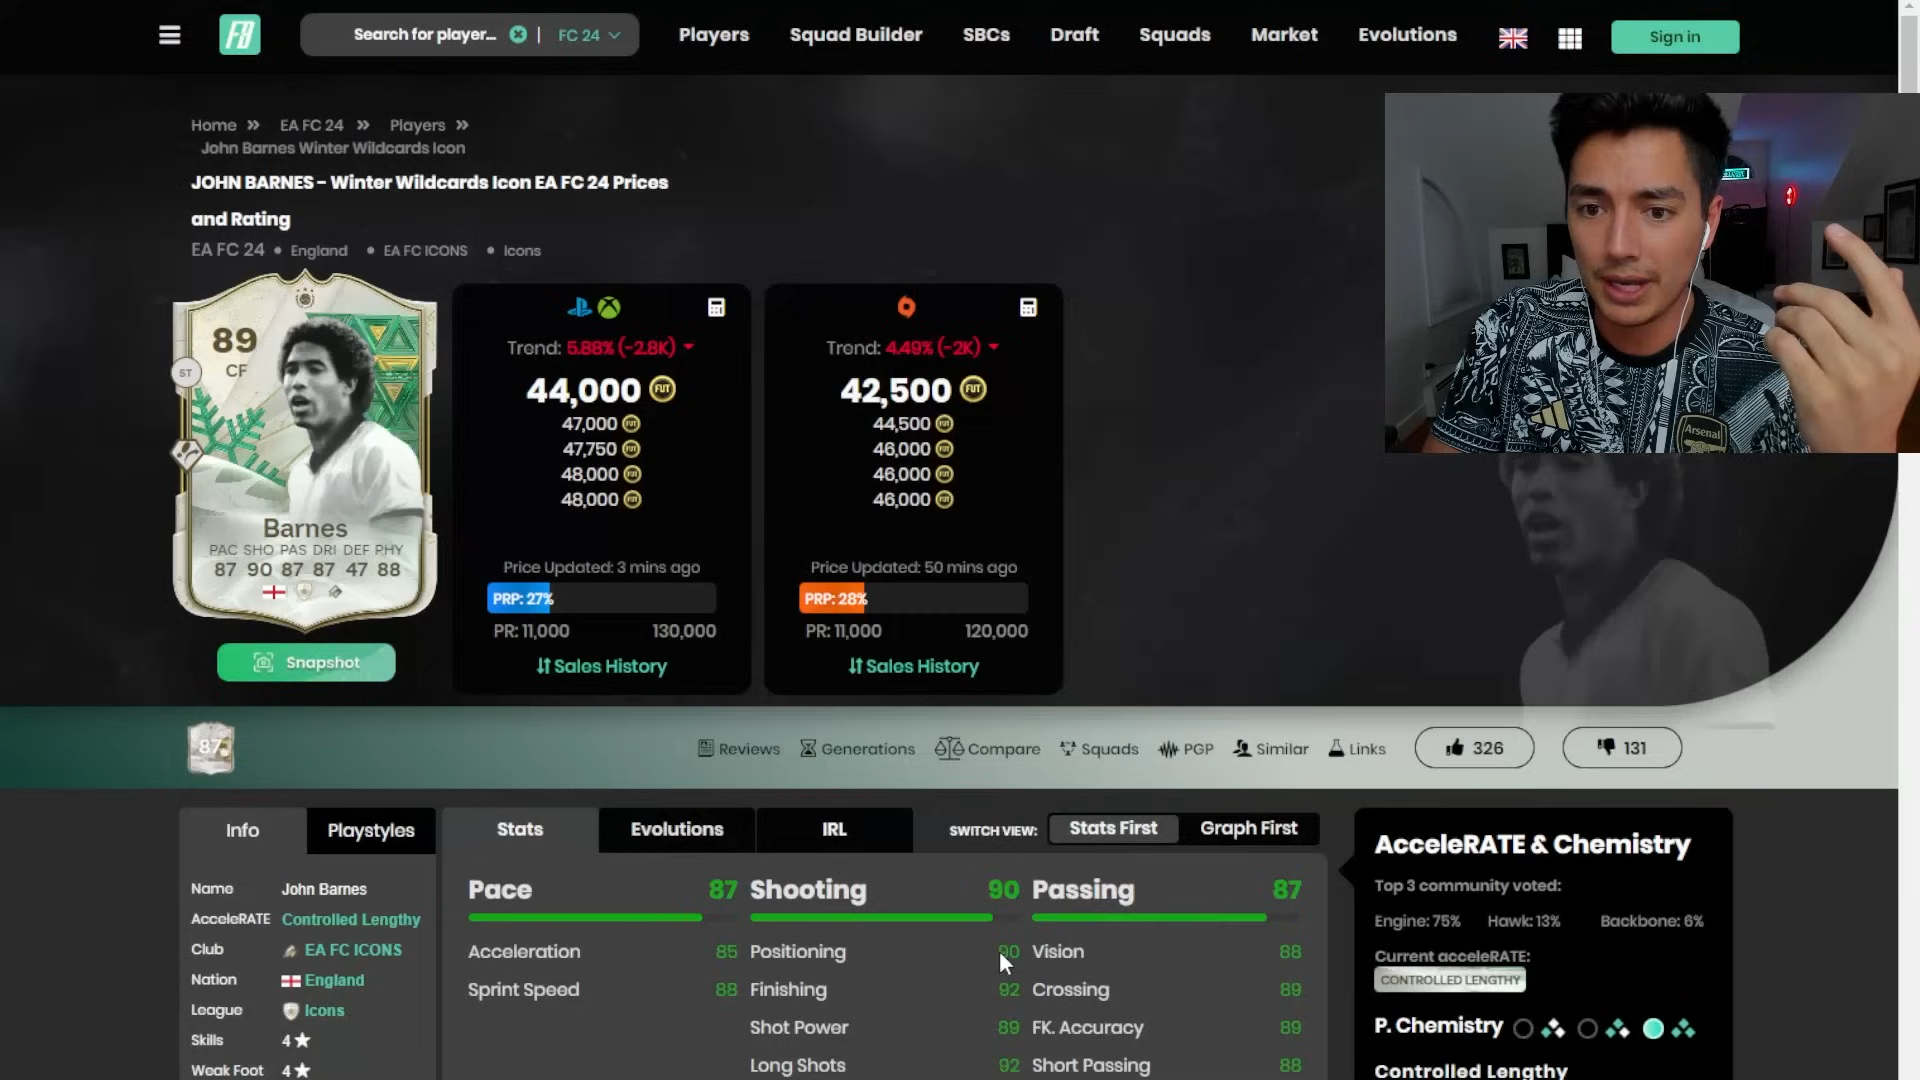 Search for player...
FC 24
Players
Squad Builder
SBCs
Draft
Squads
Market
Evolutions
Sign in
Home » EA FC 24 » Players »
John Barnes Winter Wildcards Icon
JOHN BARNES - Winter Wildcards Icon EA FC 24 Prices
and Rating
EA FC 24 • England • EA FC ICONS • Icons
89
CF
ST
Barnes
PAC SHO PAS DRI DEF PHY
87 90 87 87 47 88
Snapshot
Trend: 5.88% (-2.8K)
44,000
47,000
47,750
48,000
48,000
Price Updated: 3 mins ago
PRP: 27%
PR: 11,000 130,000
Sales History
Trend: 4.49% (-2K)
42,500
44,500
46,000
46,000
46,000
Price Updated: 50 mins ago
PRP: 28%
PR: 11,000 120,000
Sales History
Arsenal
87
Reviews
Generations
Compare
Squads
PGP
Similar
Links
326
131
Info
Playstyles
Name John Barnes
AcceleRATE Controlled Lengthy
Club EA FC ICONS
Nation England
League Icons
Skills 4
Weak Foot 4
Stats
Evolutions
IRL
SWITCH VIEW:
Stats First
Graph First
Pace 87
Acceleration 85
Sprint Speed 88
Shooting 90
Positioning 90
Finishing 92
Shot Power 89
Long Shots 92
Passing 87
Vision 88
Crossing 89
FK. Accuracy 89
Short Passing 88
AcceleRATE & Chemistry
Top 3 community voted:
Engine: 75% Hawk: 13% Backbone: 6%
Current acceleRATE:
CONTROLLED LENGTHY
P. Chemistry
Controlled Lengthy